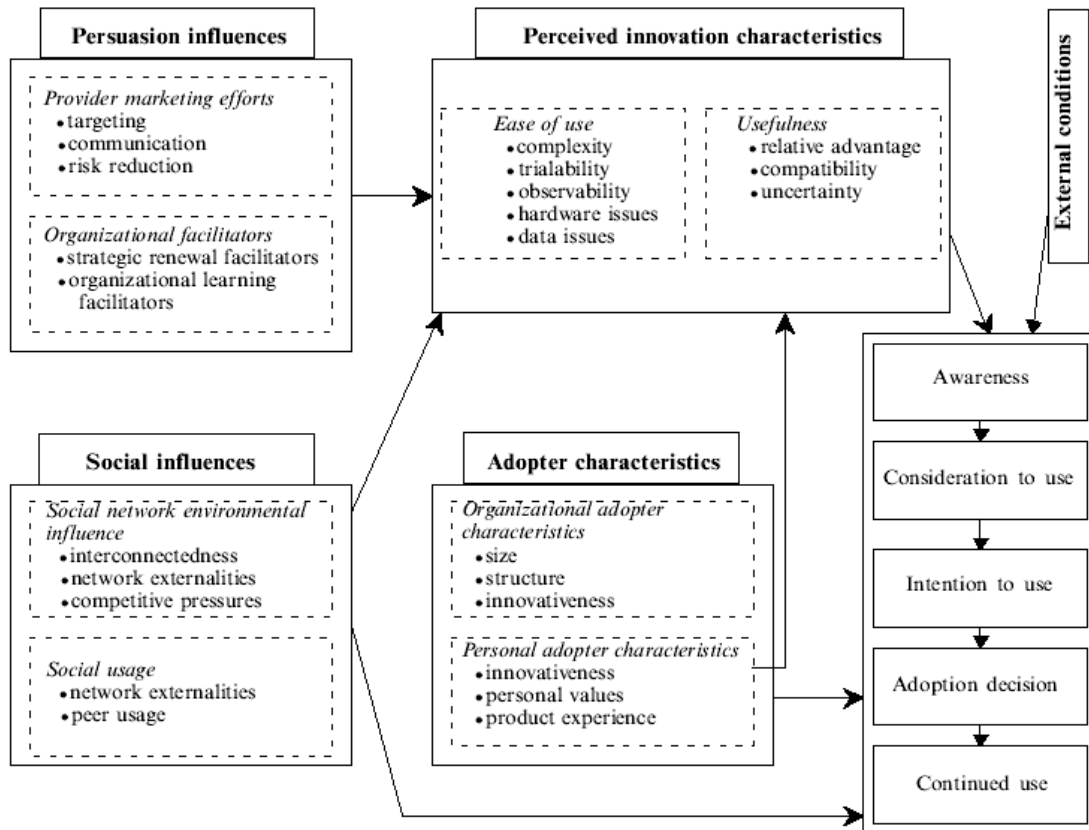 Persuasion influences
Provider marketing efforts
• targeting
• communication
• risk reduction
Organizational facilitators
• strategic renewal facilitators
• organizational learning
facilitators
Perceived innovation characteristics
Ease of use
• complexity
• trialability
• observability
• hardware issues
• data issues
Usefulness
• relative advantage
• compatibility
• uncertainty
External conditions
Social influences
Social network environmental
influence
• interconnectedness
• network externalities
• competitive pressures
Social usage
• network externalities
• peer usage
Adopter characteristics
Organizational adopter
characteristics
• size
• structure
• innovativeness
Personal adopter characteristics
• innovativeness
• personal values
• product experience
Awareness
Consideration to use
Intention to use
Adoption decision
Continued use